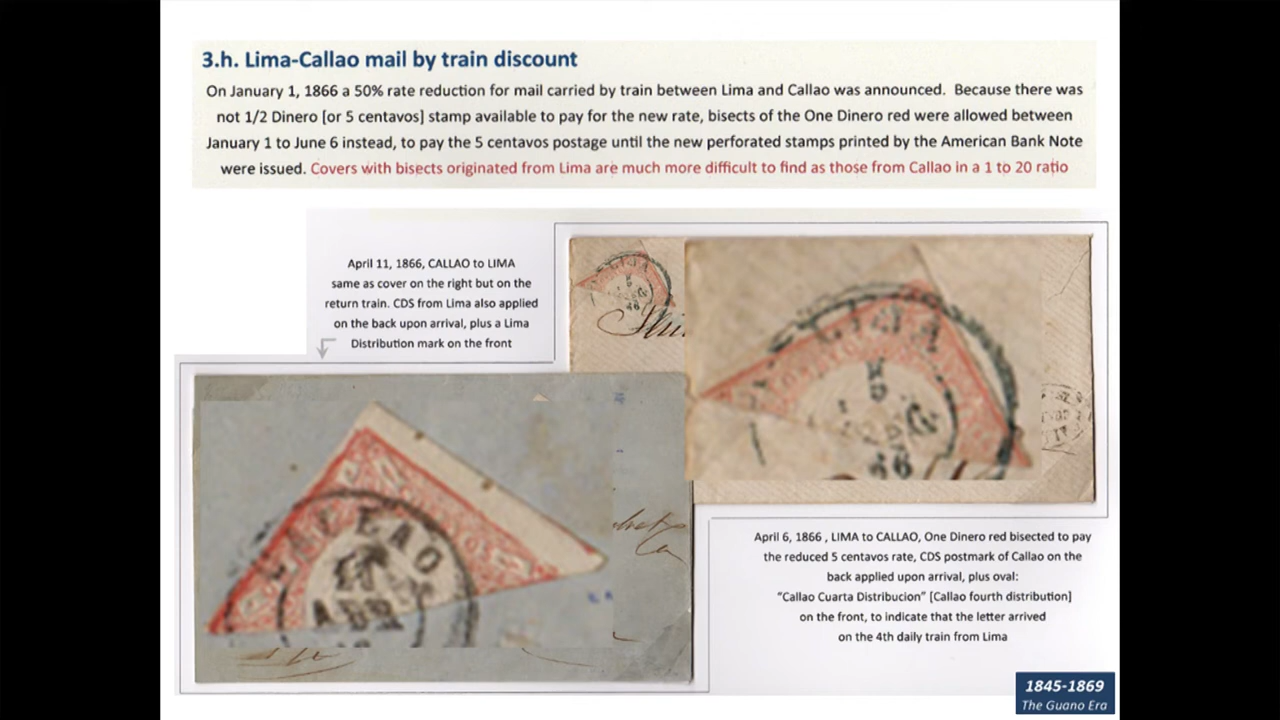 3.h. Lima-Callao mail by train discount
On January 1, 1866 a 50% rate reduction for mail carried by train between Lima and Callao was announced. Because there was
not 1/2 Dinero [or 5 centavos] stamp available to pay for the new rate, bisects of the One Dinero red were allowed between
January 1 to June 6 instead, to pay the 5 centavos postage until the new perforated stamps printed by the American Bank Note
were issued. Covers with bisects originated from Lima are much more difficult to find as those from Callao in a 1 to 20 ratio
April 11, 1866, CALLAO to LIMA
same as cover on the right but on the
return train. CDS from Lima also applied
on the back upon arrival, plus a Lima
Distribution mark on the front
LIMA
66
CALLAO
11
ABR
April 6, 1866 , LIMA to CALLAO, One Dinero red bisected to pay
the reduced 5 centavos rate, CDS postmark of Callao on the
back applied upon arrival, plus oval:
"Callao Cuarta Distribucion" [Callao fourth distribution]
on the front, to indicate that the letter arrived
on the 4th daily train from Lima
1845-1869
The Guano Era